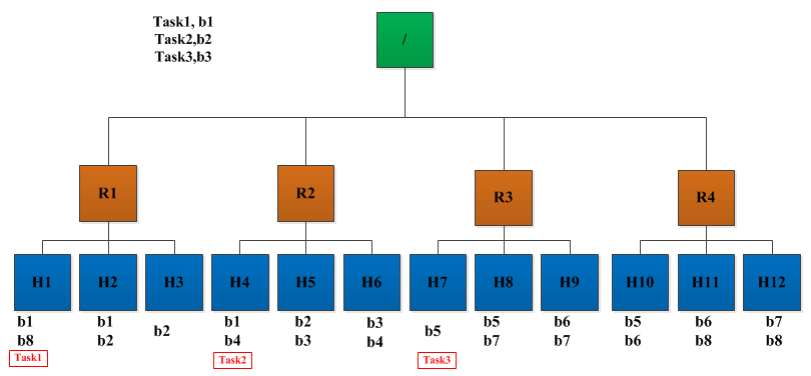 Task1, b1
Task2,b2
Task3,b3
/
R1 R2 R3 R4
H1 H2 H3 H4 H5 H6 H7 H8 H9 H10 H11 H12
b1 b1 b2 b1 b2 b3 b5 b5 b6 b5 b6 b7
b8 b2 b4 b3 b4 b7 b7 b6 b8 b8
Task1 Task2 Task3